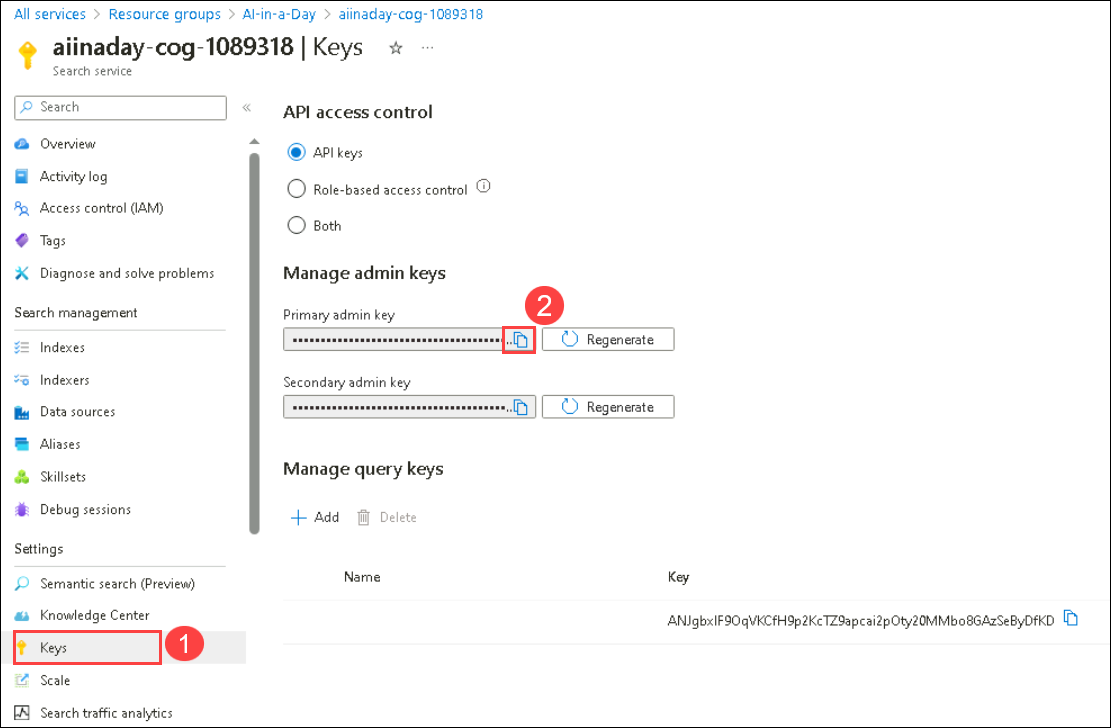 All services > Resource groups > AI-in-a-Day > aiinaday-cog-1089318
aiinaday-cog-1089318 | Keys
Search service
Search
Overview
Activity log
Access control (IAM)
Tags
Diagnose and solve problems
Search management
Indexes
Indexers
Data sources
Aliases
Skillsets
Debug sessions
Settings
Semantic search (Preview)
Knowledge Center
Keys
1
Scale
Search traffic analytics
API access control
API keys
Role-based access control
Both
Manage admin keys
2
Primary admin key
Regenerate
Secondary admin key
Regenerate
Manage query keys
Add Delete
Name Key
ANJgbxIF9OqVKCfH9p2KcTZ9apcai2pOty20MMbo8GAzSeByDfKD